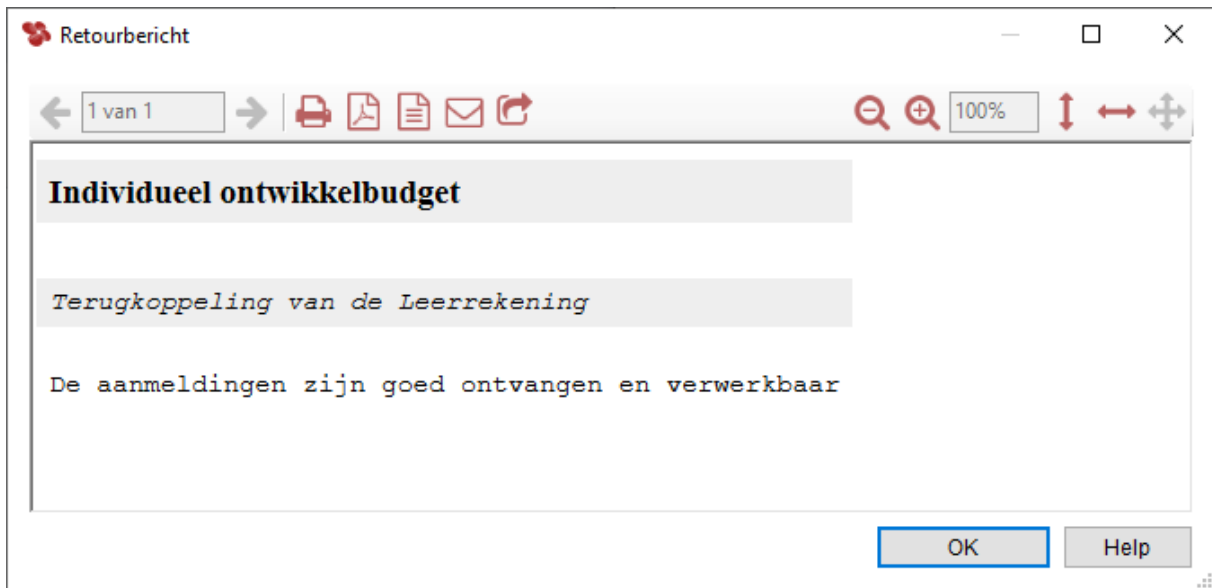 Retourbericht
1 van 1
100%
Individueel ontwikkelbudget
Terugkoppeling van de Leerrekening
De aanmeldingen zijn goed ontvangen en verwerkbaar
OK
Help